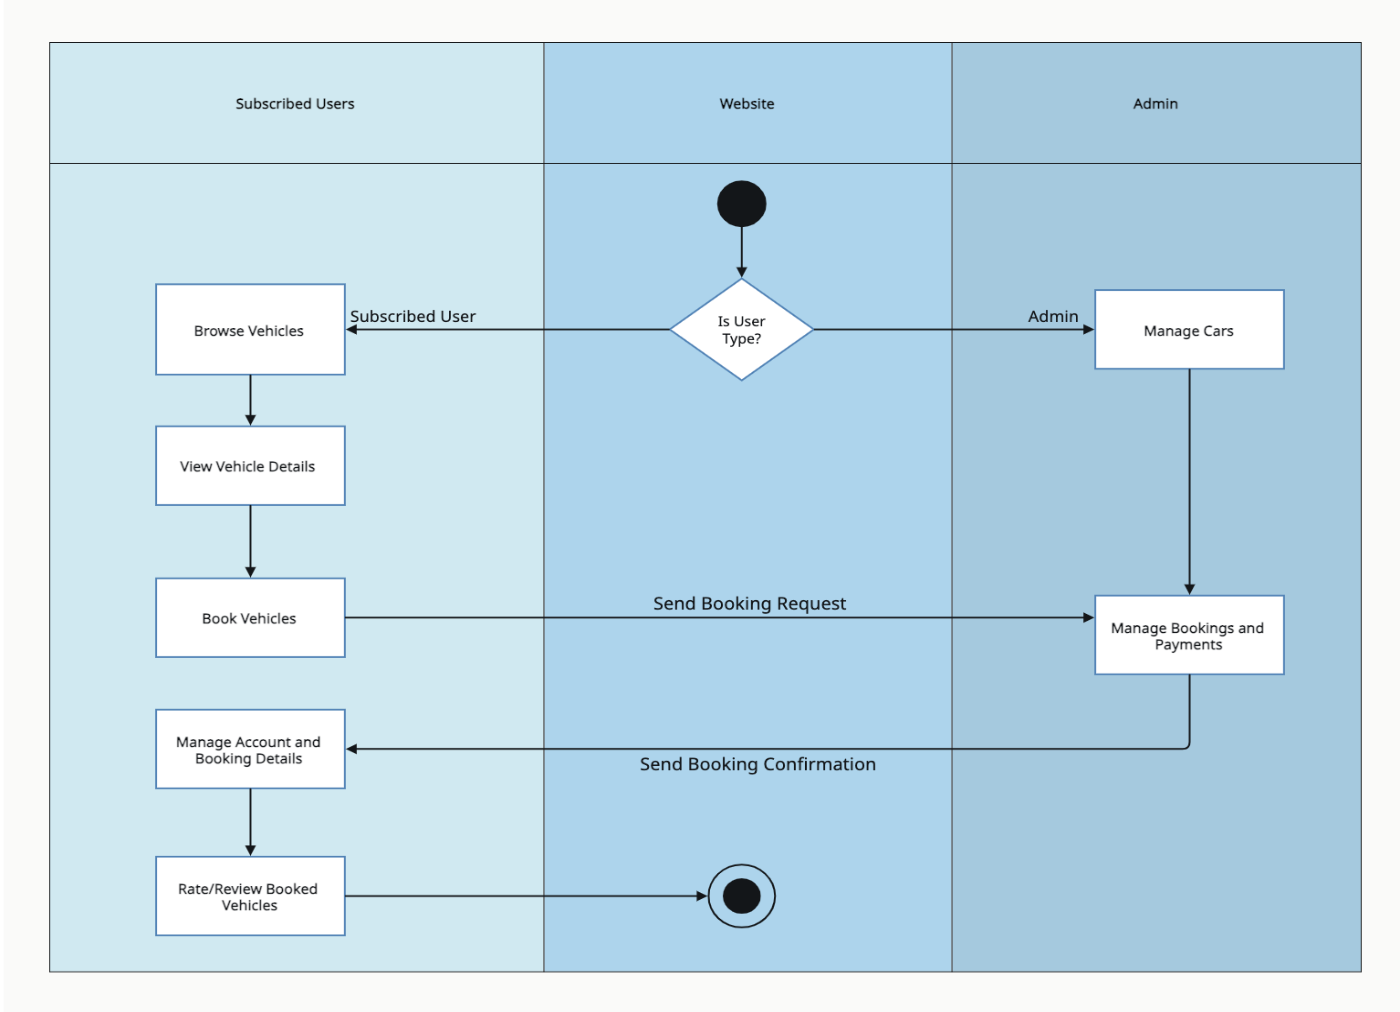 Subscribed Users
Website
Admin
Is User
Type?
Subscribed User
Admin
Browse Vehicles
Manage Cars
View Vehicle Details
Book Vehicles
Send Booking Request
Manage Bookings and
Payments
Manage Account and
Booking Details
Send Booking Confirmation
Rate/Review Booked
Vehicles